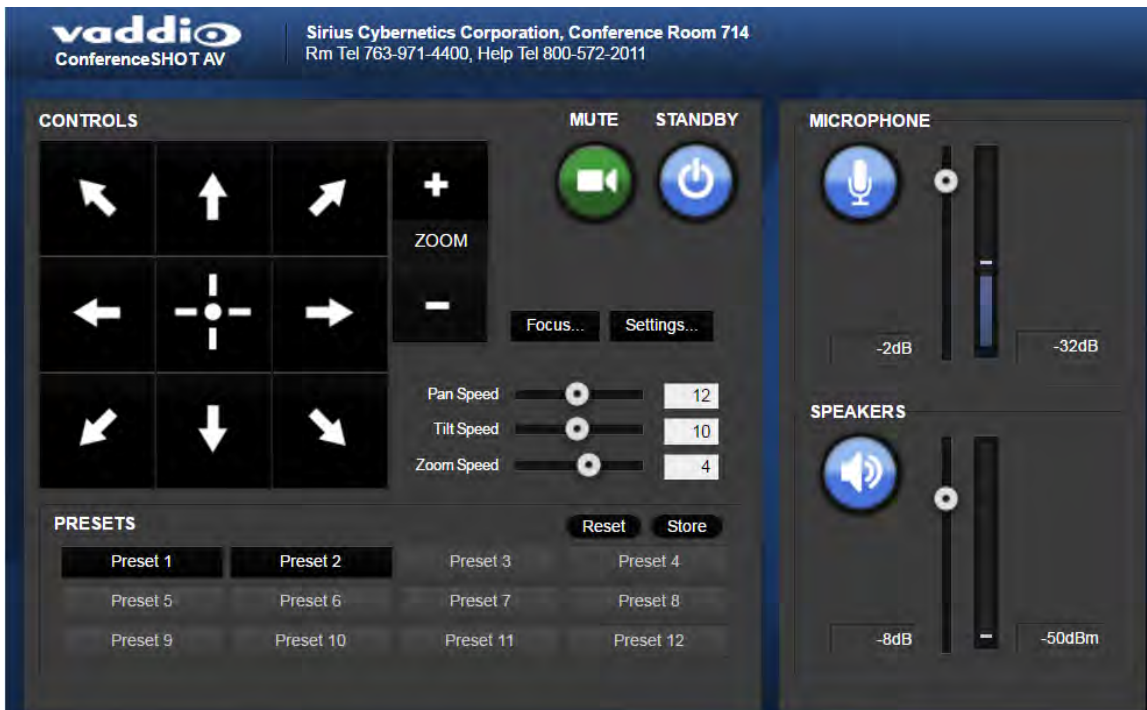 vaddio
ConferenceSHOT AV
Sirius Cybernetics Corporation, Conference Room 714
Rm Tel 763-971-4400, Help Tel 800-572-2011
CONTROLS
MUTE STANDBY
+
ZOOM
-
Focus... Settings...
Pan Speed 12
Tilt Speed 10
Zoom Speed 4
PRESETS
Reset Store
Preset 1 Preset 2 Preset 3 Preset 4
Preset 5 Preset 6 Preset 7 Preset 8
Preset 9 Preset 10 Preset 11 Preset 12
MICROPHONE
-2dB -32dB
SPEAKERS
-8dB -50dBm